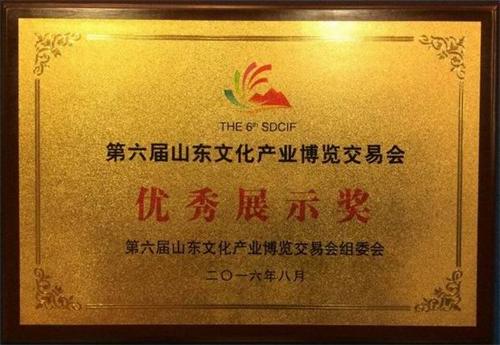 THE 6th SDCIF
第六届山东文化产业博览交易会
优秀展示奖
第六届山东文化产业博览交易会组委会
二〇一六年八月